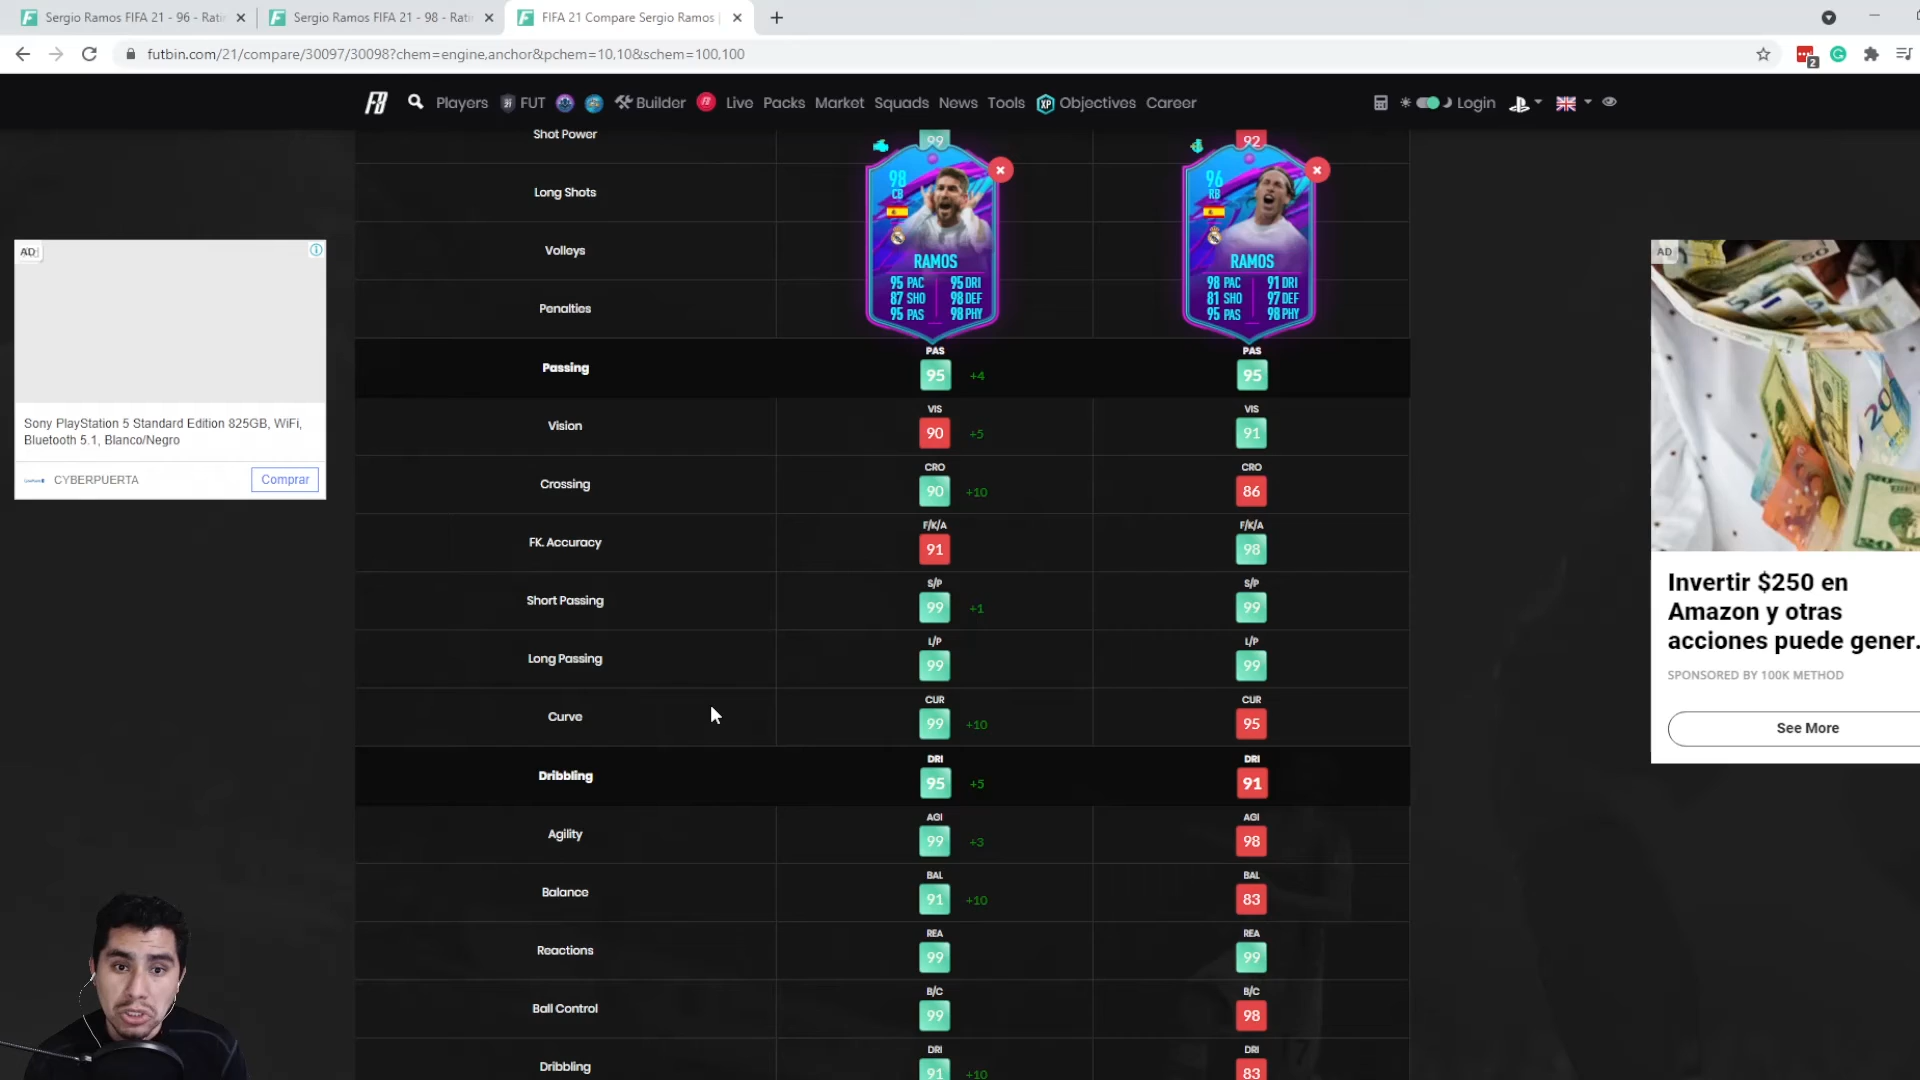 Sergio Ramos FIFA 21 - 96 - Rati
Sergio Ramos FIFA 21 - 98 - Rati
FIFA 21 Compare Sergio Ramos
futbin.com/21/compare/30097/30098?chem=engine,anchor&pchem=10,10&schem=100,100
2
Players FUT Builder Live Packs Market Squads News Tools XP Objectives Career Login
Shot Power 99 92
Long Shots
Volleys
Penalties
98
CB
RAMOS
95 PAC 95 DRI
87 SHO 98 DEF
95 PAS 98 PHY
96
RB
RAMOS
98 PAC 91 DRI
81 SHO 97 DEF
95 PAS 98 PHY
PAS PAS
Passing 95 +4 95
VIS VIS
Vision 90 +5 91
CRO CRO
Crossing 90 +10 86
F/K/A F/K/A
FK. Accuracy 91 98
S/P S/P
Short Passing 99 +1 99
L/P L/P
Long Passing 99 99
CUR CUR
Curve 99 +10 95
DRI DRI
Dribbling 95 +5 91
AGI AGI
Agility 99 +3 98
BAL BAL
Balance 91 +10 83
REA REA
Reactions 99 99
B/C B/C
Ball Control 99 98
DRI DRI
Dribbling 91 +10 83
AD
Sony PlayStation 5 Standard Edition 825GB, WiFi,
Bluetooth 5.1, Blanco/Negro
CYBERPUERTA
Comprar
AD
Invertir $250 en
Amazon y otras
acciones puede gener.
SPONSORED BY 100K METHOD
See More